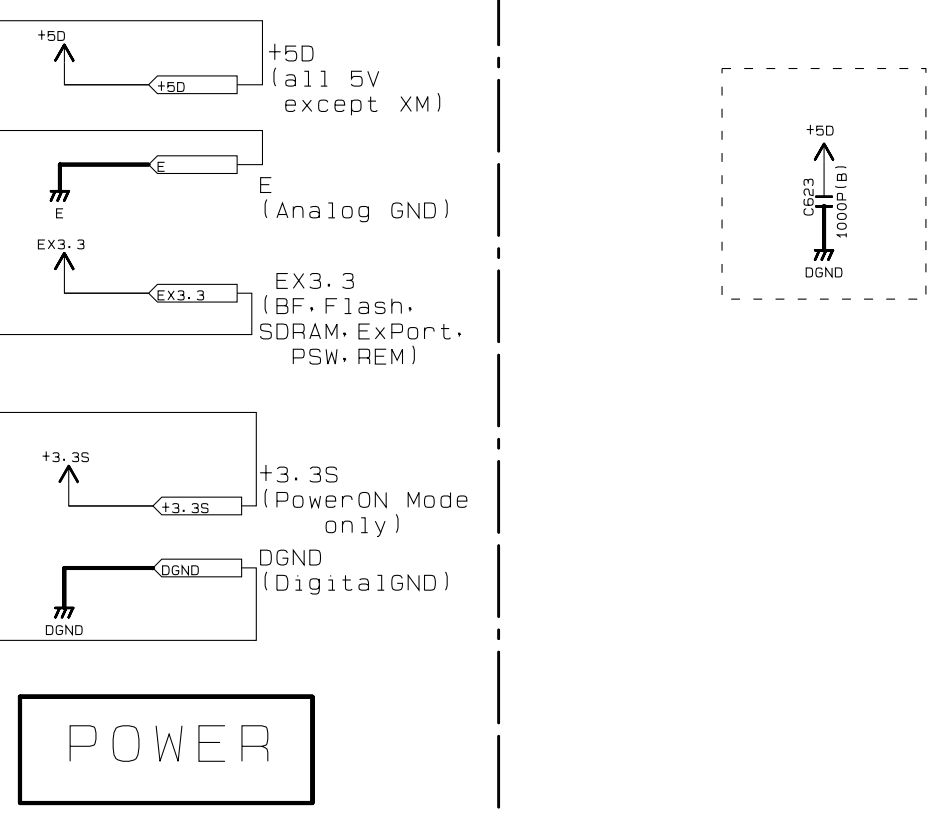 +5D
+5D
+5D
(all 5V
except XM)
E
E
E
(Analog GND)
EX3.3
EX3.3
EX3.3
(BF,Flash,
SDRAM,ExPort,
PSW,REM)
+3.3S
+3.3S
+3.3S
(PowerON Mode
only)
DGND
DGND
DGND
(DigitalGND)
POWER
+5D
C623
1000P(B)
DGND